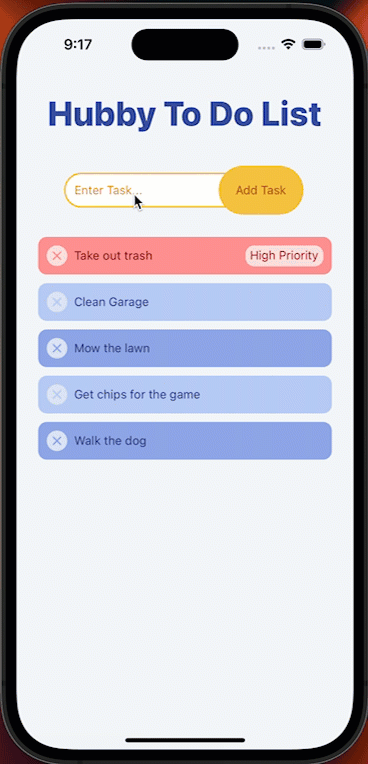 9:17
Hubby To Do List
Enter Task...
Add Task
Take out trash High Priority
Clean Garage
Mow the lawn
Get chips for the game
Walk the dog